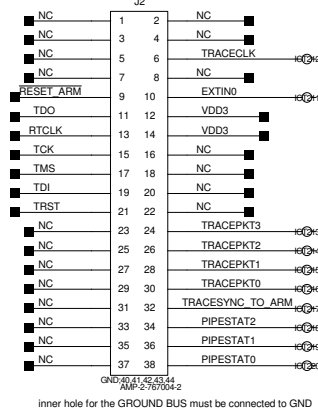 J2
NC 1 2 NC
NC 3 4 NC
NC 5 6 TRACECLK
NC 7 8 NC
RESET_ARM 9 10 EXTIN0
TDO 11 12 VDD3
RTCLK 13 14 VDD3
TCK 15 16 NC
TMS 17 18 NC
TDI 19 20 NC
TRST 21 22 NC
NC 23 24 TRACEPKT3
NC 25 26 TRACEPKT2
NC 27 28 TRACEPKT1
NC 29 30 TRACEPKT0
NC 31 32 TRACESYNC_TO_ARM
NC 33 34 PIPESTAT2
NC 35 36 PIPESTAT1
NC 37 38 PIPESTAT0
GND:40,41,42,43,44
AMP-2-767004-2
inner hole for the GROUND BUS must be connected to GND